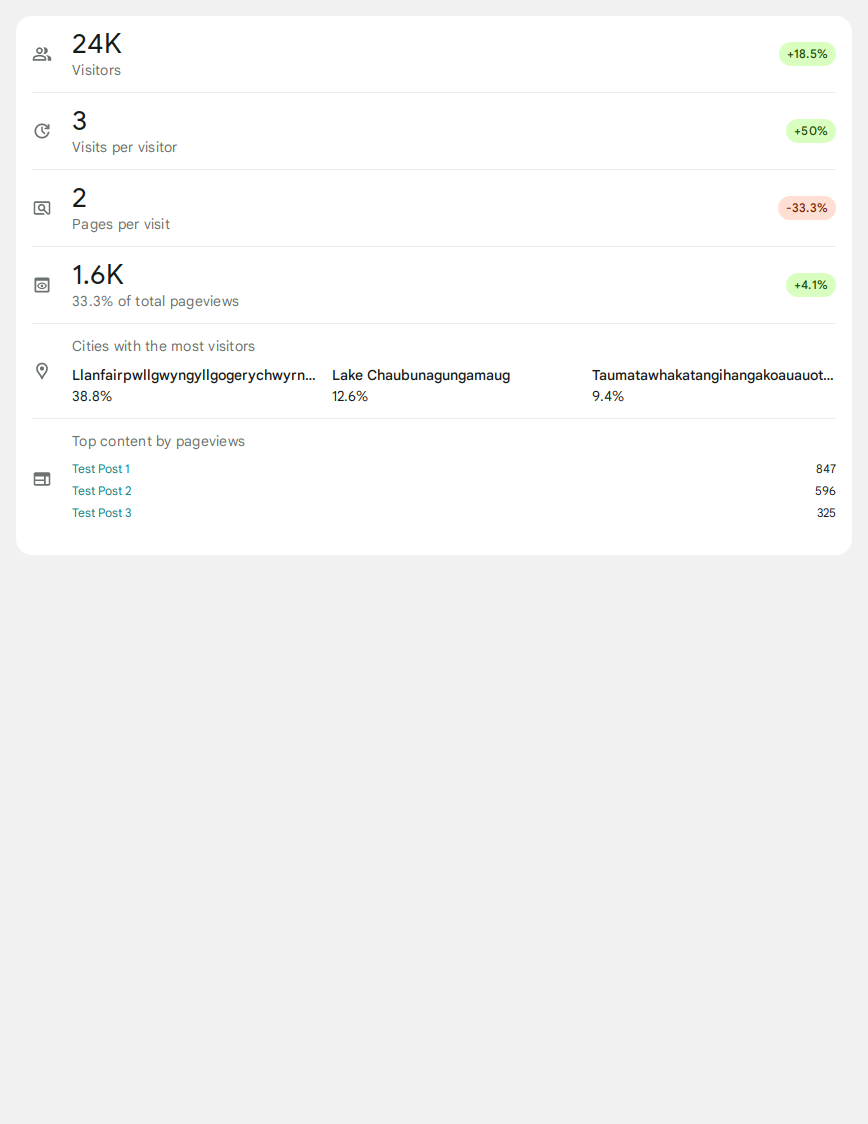 24K
Visitors
+18.5%
3
Visits per visitor
+50%
2
Pages per visit
-33.3%
1.6K
33.3% of total pageviews
+4.1%
Cities with the most visitors
Llanfairpwllgwyngyllgogerychwyrn... Lake Chaubunagungamaug Taumatawhakatangihangakoauauot...
38.8% 12.6% 9.4%
Top content by pageviews
Test Post 1 847
Test Post 2 596
Test Post 3 325